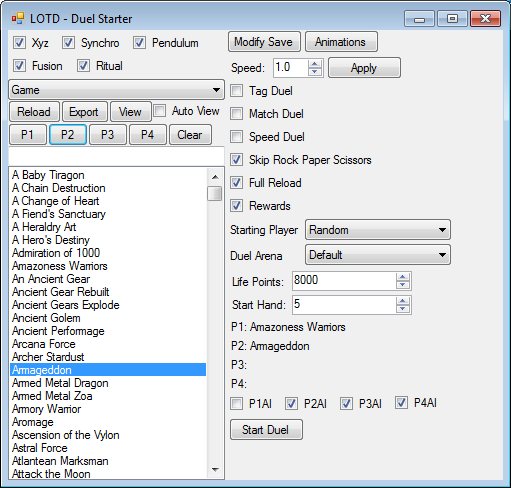 LOTD - Duel Starter
Xyz Synchro Pendulum
Fusion Ritual
Game
Reload Export View Auto View
P1 P2 P3 P4 Clear
A Baby Tiragon
A Chain Destruction
A Change of Heart
A Fiend's Sanctuary
A Heraldry Art
A Hero's Destiny
Admiration of 1000
Amazoness Warriors
An Ancient Gear
Ancient Gear Rebuilt
Ancient Gears Explode
Ancient Golem
Ancient Performage
Arcana Force
Archer Stardust
Armageddon
Armed Metal Dragon
Armed Metal Zoa
Armory Warrior
Aromage
Ascension of the Vylon
Astral Force
Atlantean Marksman
Attack the Moon
Modify Save Animations
Speed: 1.0 Apply
Tag Duel
Match Duel
Speed Duel
Skip Rock Paper Scissors
Full Reload
Rewards
Starting Player Random
Duel Arena Default
Life Points: 8000
Start Hand: 5
P1: Amazoness Warriors
P2: Armageddon
P3:
P4:
P1AI P2AI P3AI P4AI
Start Duel